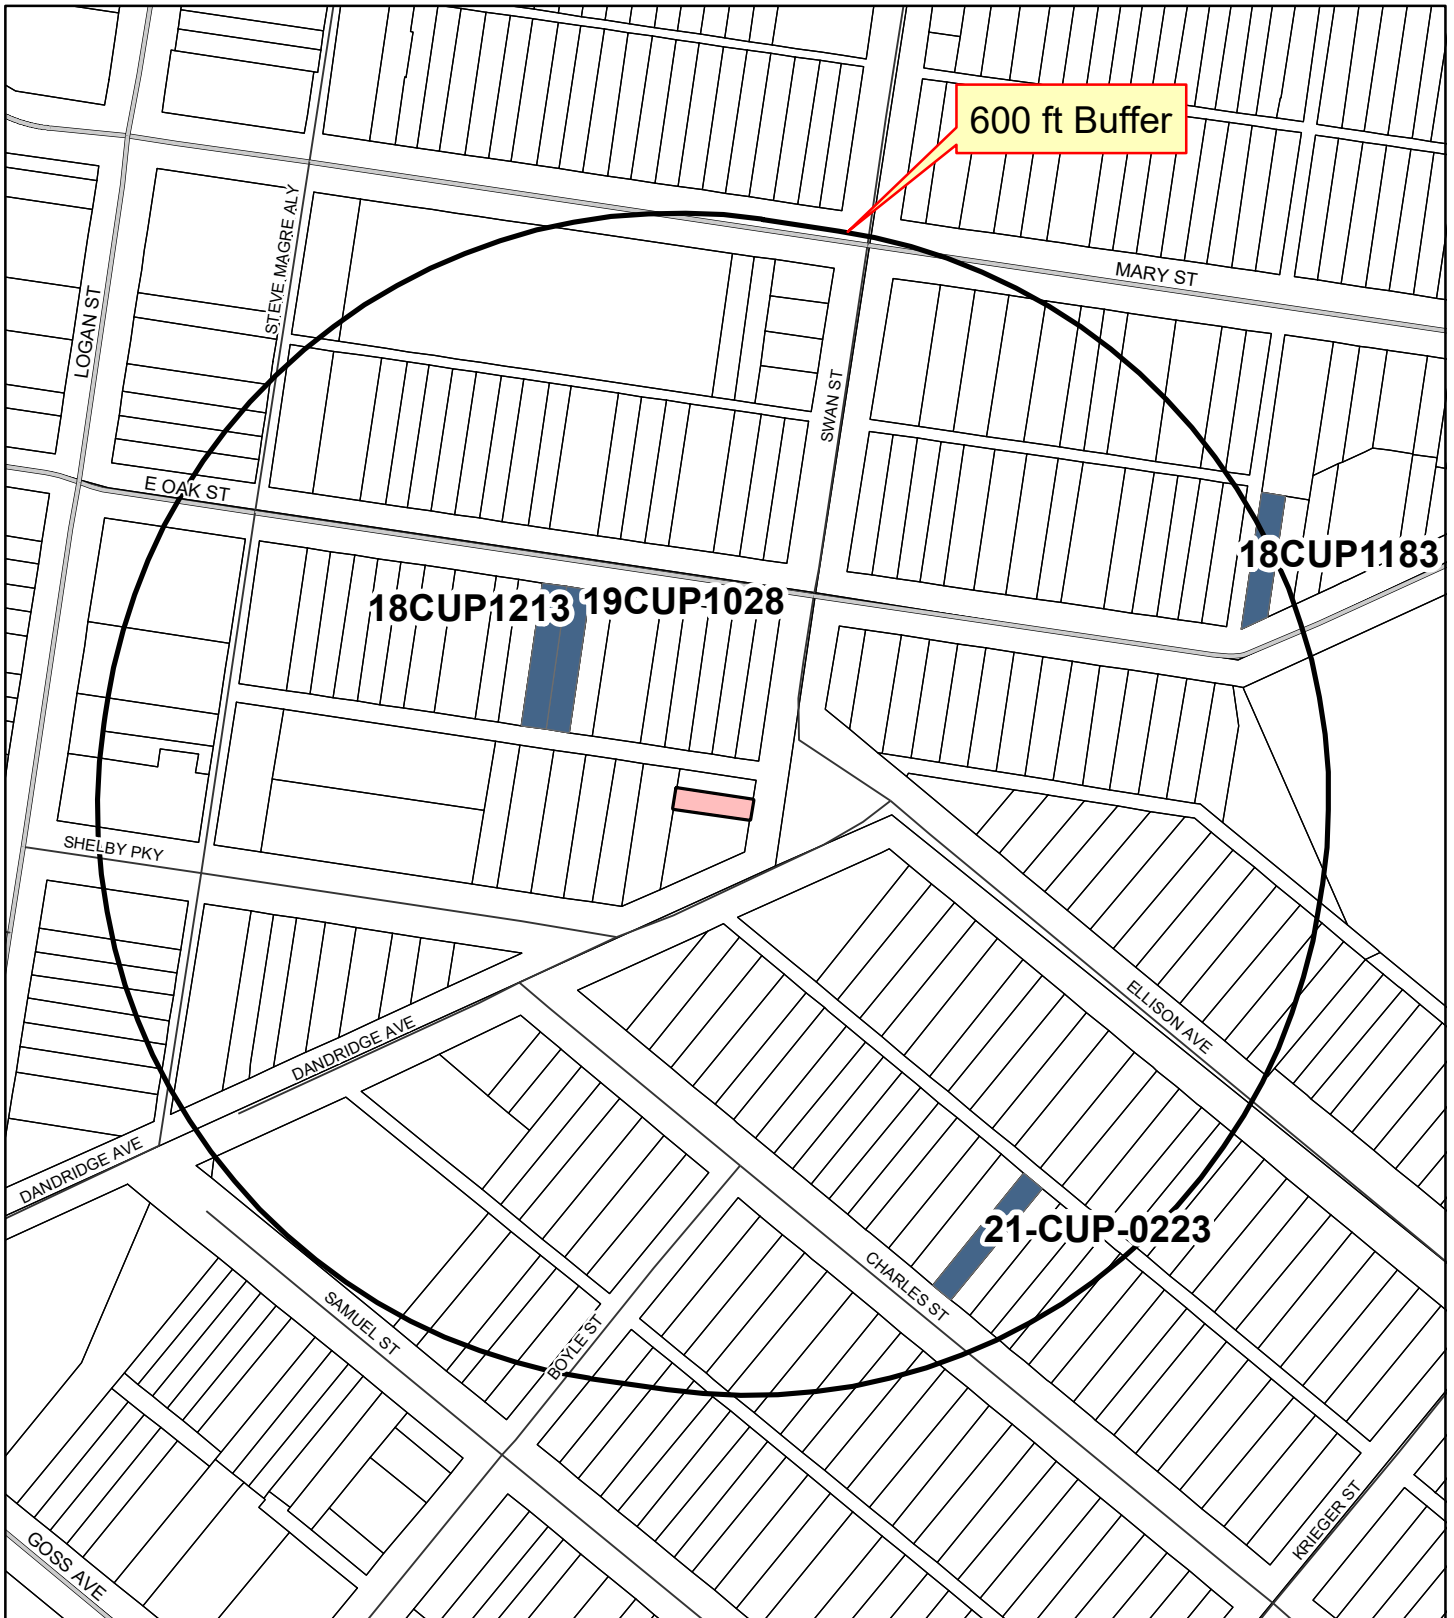 600 ft Buffer
MARY ST
STEVE MAGRE ALY
LOGAN ST
SWAN ST
E OAK ST
18CUP1183
18CUP1213
19CUP1028
SHELBY PKY
ELLISON AVE
DANDRIDGE AVE
DANDRIDGE AVE
21-CUP-0223
CHARLES ST
SAMUEL ST
BOYLE ST
KRIEGER ST
GOSS AVE